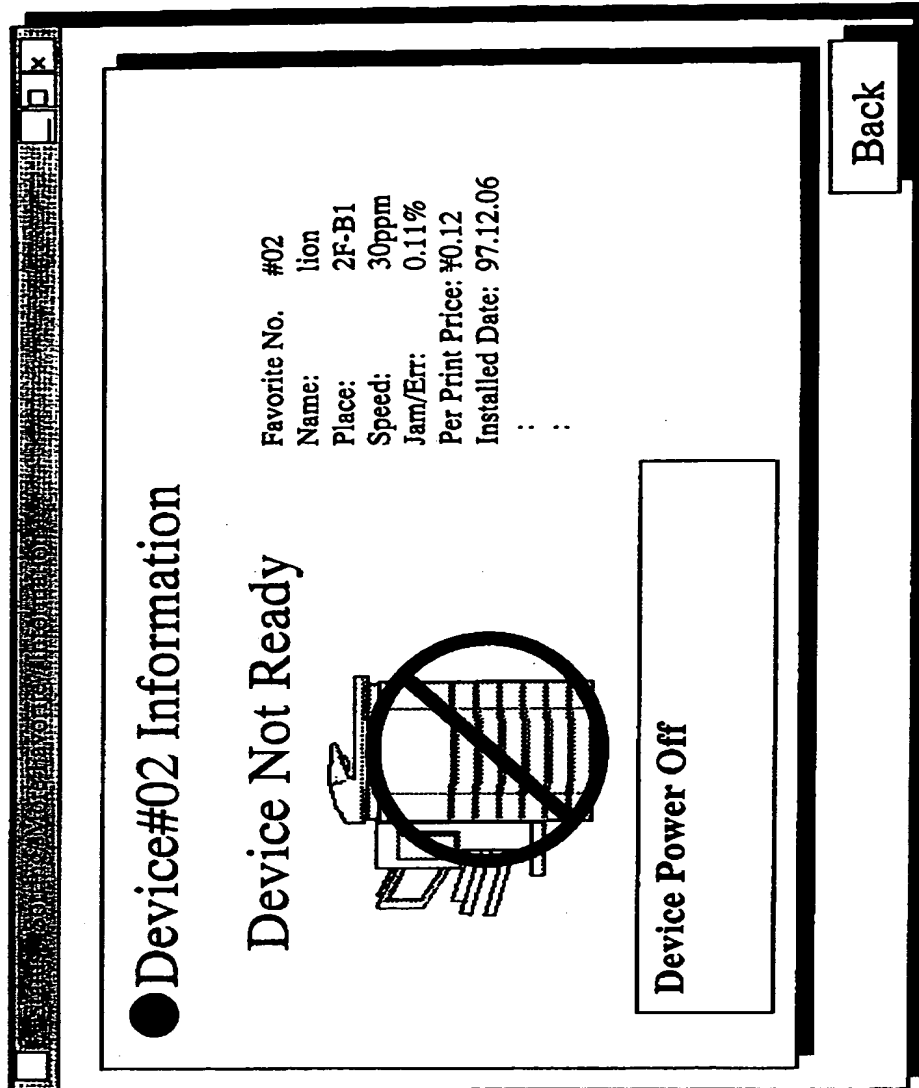 Device#02 Information
Device Not Ready
Favorite No. #02
Name: lion
Place: 2F-B1
Speed: 30ppm
Jam/Err: 0.11%
Per Print Price: ¥0.12
Installed Date: 97.12.06
:
:
Device Power Off
Back